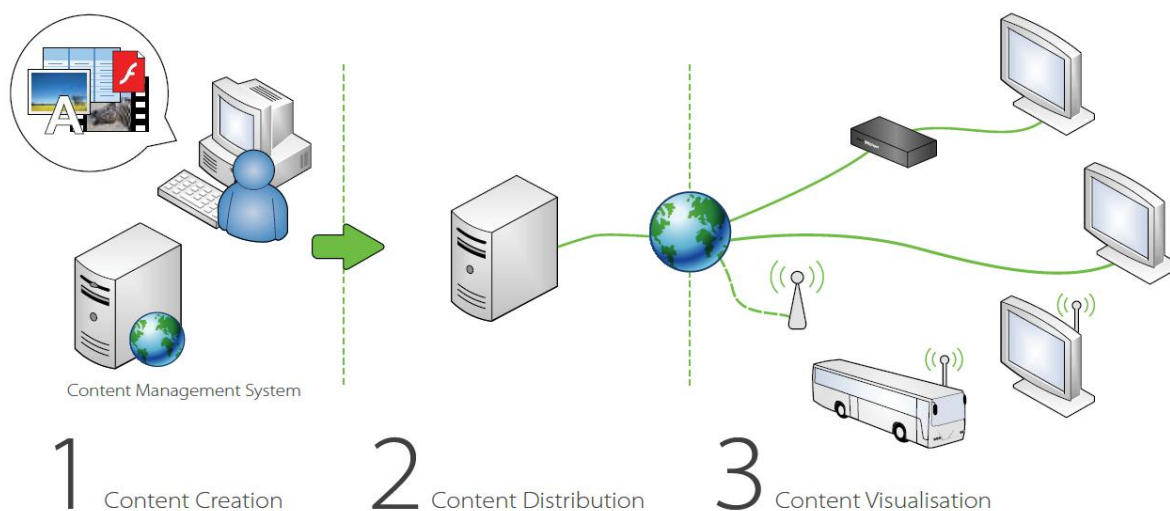 A
Content Management System
1 Content Creation
2 Content Distribution
3 Content Visualisation